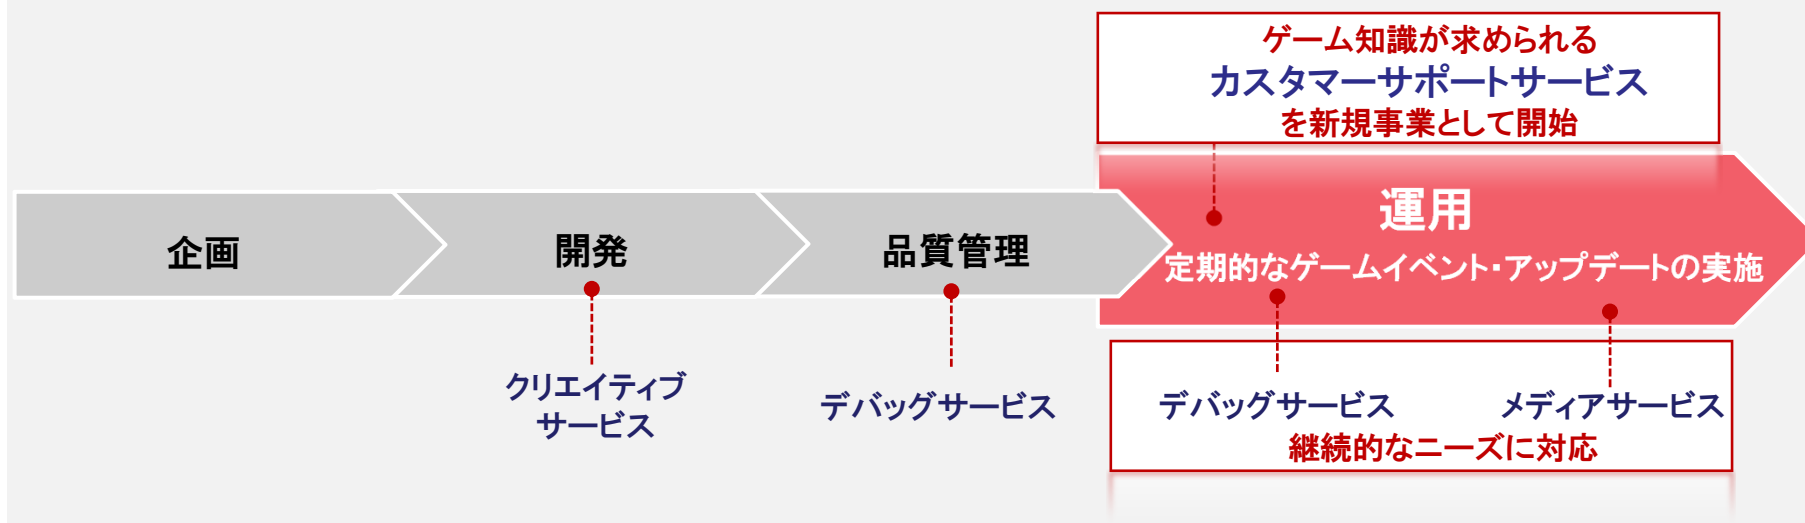 ゲーム知識が求められる
カスタマーサポートサービス
を新規事業として開始
企画
開発
品質管理
運用
定期的なゲームイベント・アップデートの実施
クリエイティブ
サービス
デバッグサービス
デバッグサービス
メディアサービス
継続的なニーズに対応